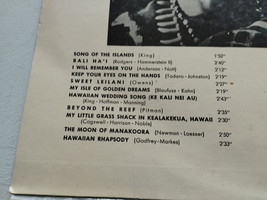 SONG OF THE ISLANDS (King) 1'50"
BALI HA'I (Rodgers - Hammerstein II) 2'40"
I WILL REMEMBER YOU (Anderson - Noll) 2'12"
KEEP YOUR EYES ON THE HANDS (Todaro - Johnston) 2'19"
SWEET LEILANI (Owens) 2'27"
MY ISLE OF GOLDEN DREAMS (Blaufuss - Kahn) 2'19"
HAWAIIAN WEDDING SONG (KE KALI NEI AU) 2'43"
(King - Hoffman - Manning)
BEYOND THE REEF (Pitman) 2'35"
MY LITTLE GRASS SHACK IN KEALAKEKUA, HAWAII 2'30"
(Cogswell - Harrison - Noble)
THE MOON OF MANAKOORA (Newman - Loesser) 2'50"
HAWAIIAN RHAPSODY (Godfrey - Markes) 2'33"